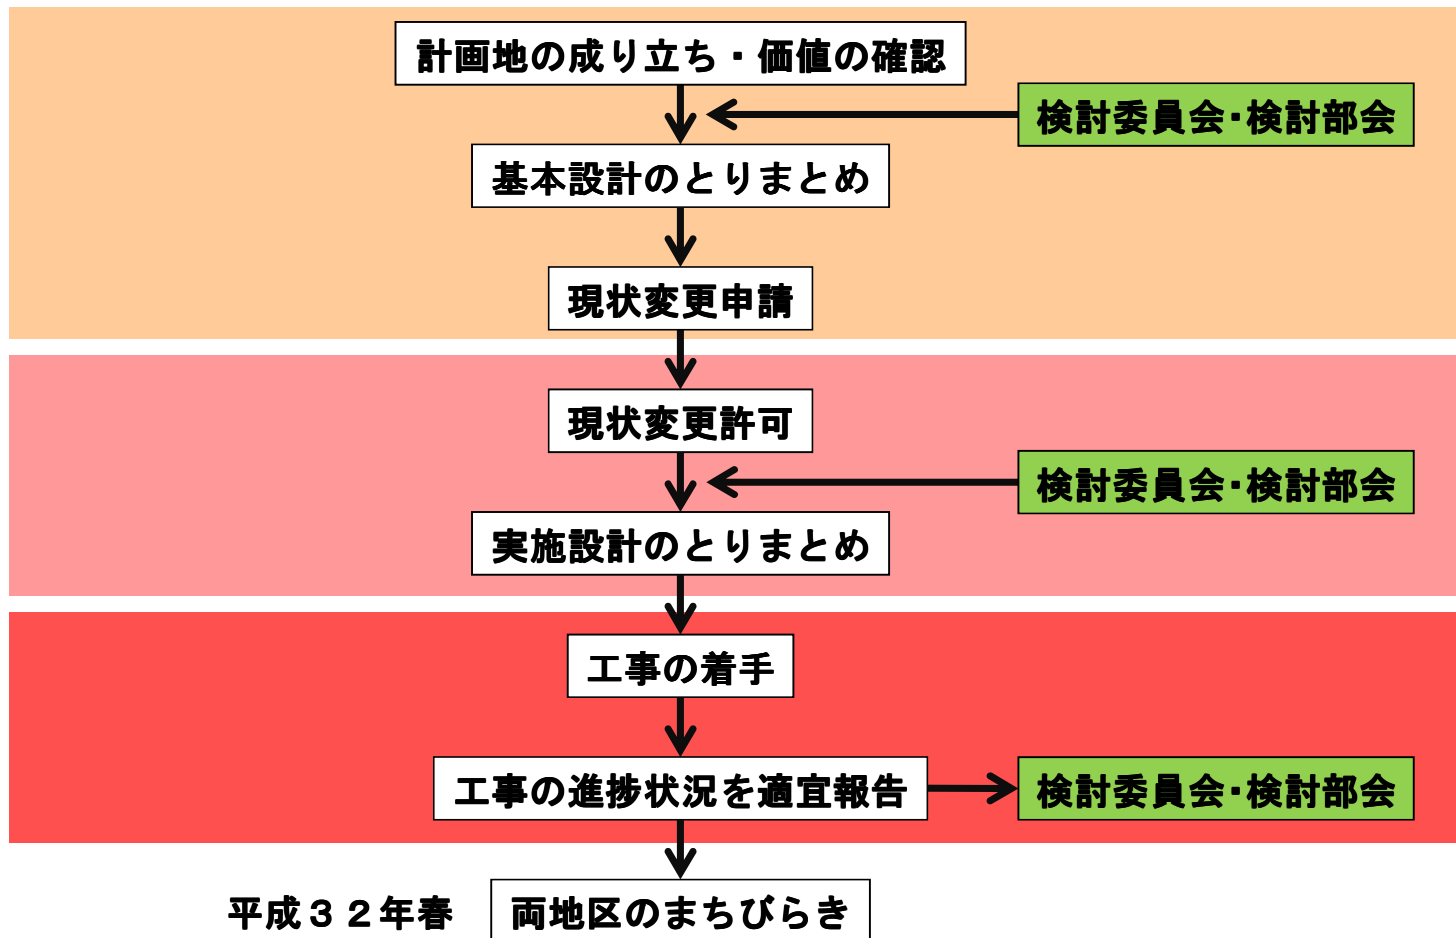 計画地の成り立ち・価値の確認
検討委員会・検討部会
基本設計のとりまとめ
現状変更申請
現状変更許可
検討委員会・検討部会
実施設計のとりまとめ
工事の着手
工事の進捗状況を適宜報告
検討委員会・検討部会
平成３２年春
両地区のまちびらき